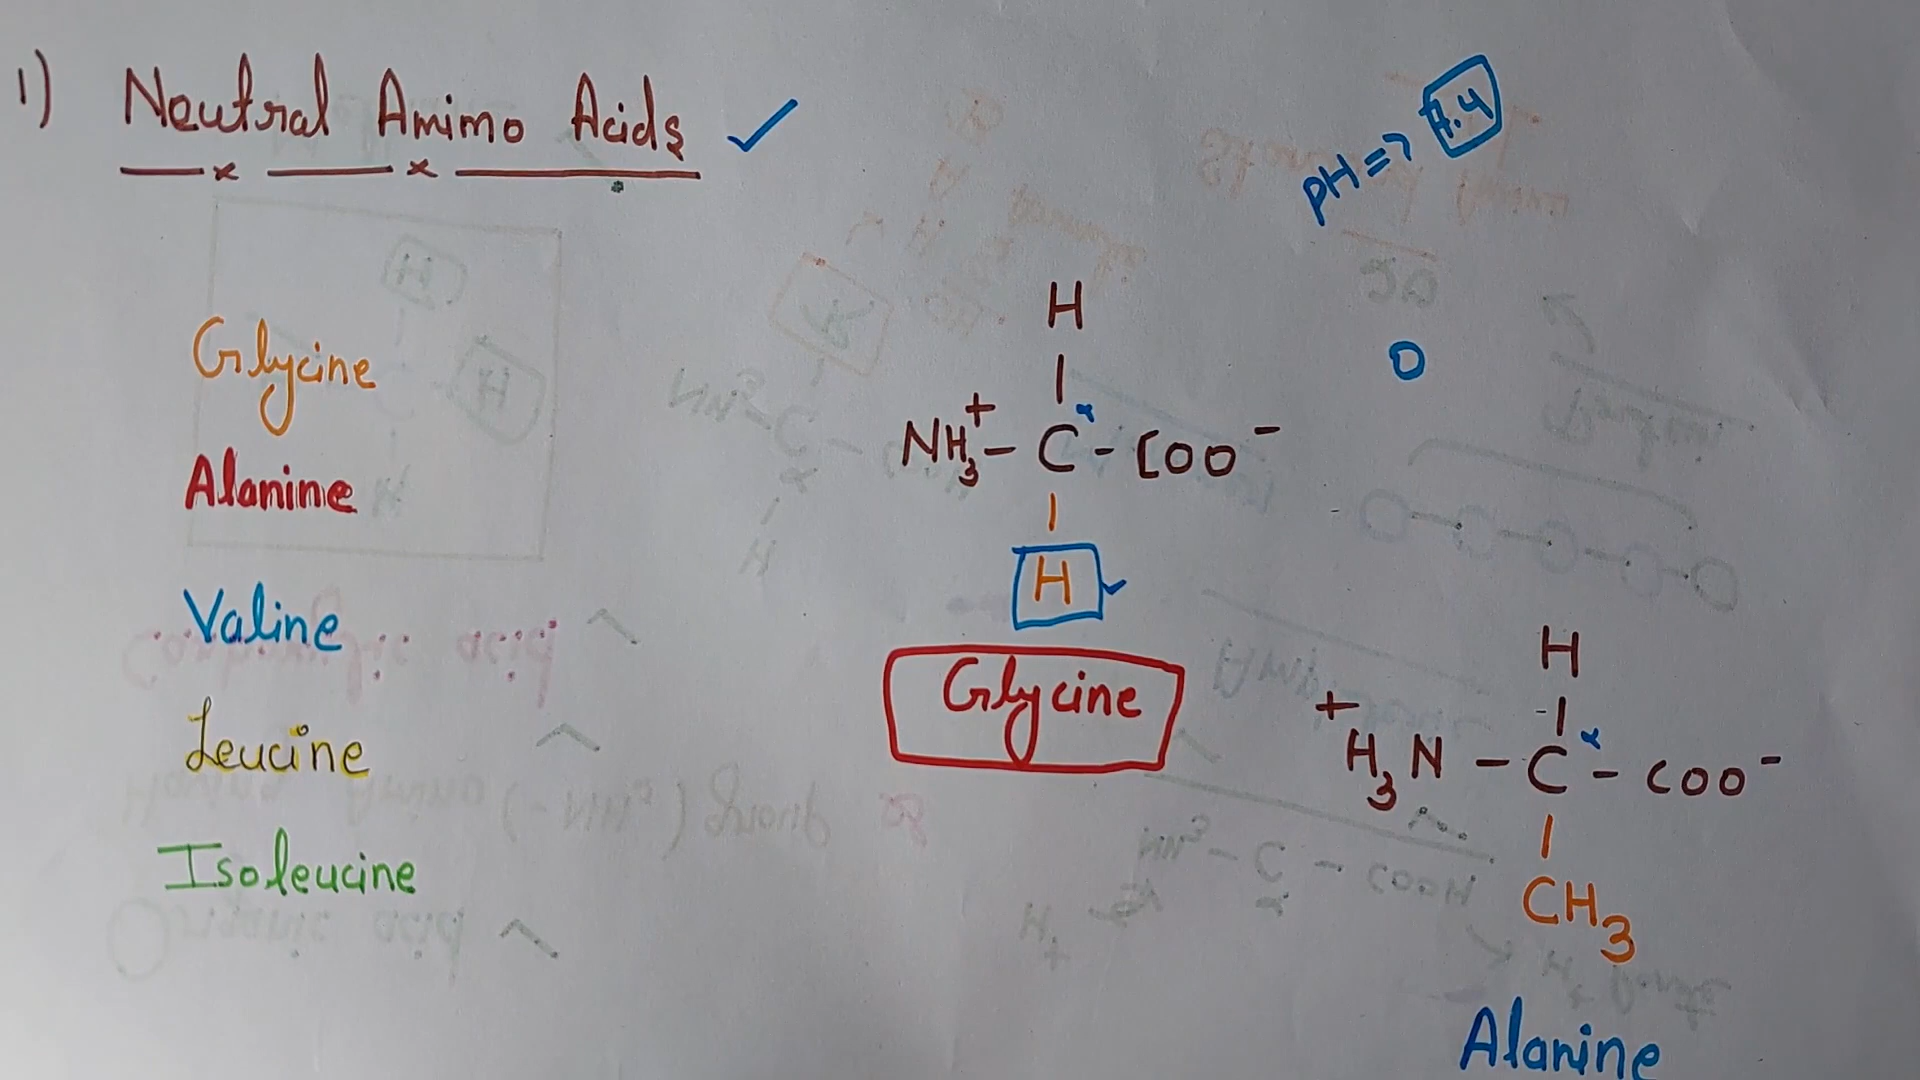 1) Neutral Amino Acids ✓
pH => 7.4
O
Glycine
Alanine
Valine
Leucine
Isoleucine
H
|
NH₃⁺ - C^α - COO⁻
|
H
Glycine
H
|
⁺H₃N - C^α - COO⁻
|
CH₃
Alanine